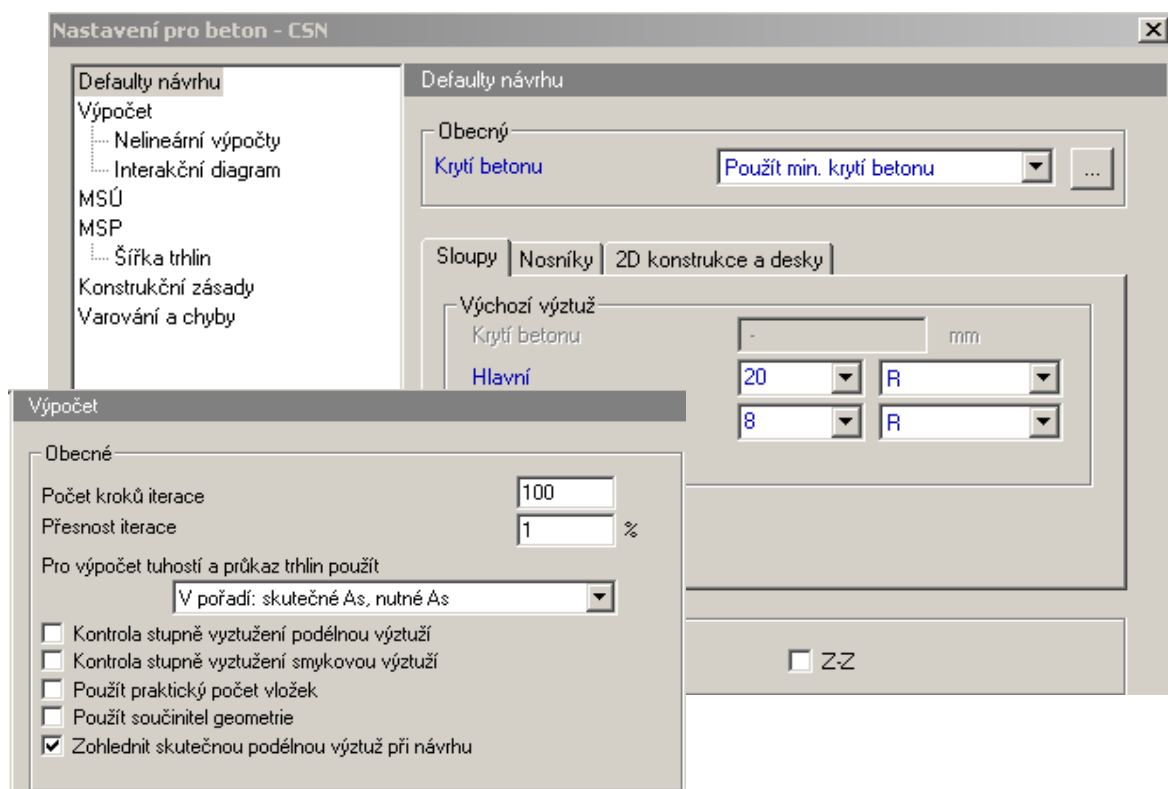 Nastavení pro beton - CSN
Defaulty návrhu
Výpočet
Nelineární výpočty
Interakční diagram
MSÚ
MSP
Šířka trhlin
Konstrukční zásady
Varování a chyby
Defaulty návrhu
Obecný
Krytí betonu Použít min. krytí betonu ...
Sloupy Nosníky 2D konstrukce a desky
Výchozí výztuž
Krytí betonu - mm
Hlavní 20 R
8 R
Z-Z
Výpočet
Obecné
Počet kroků iterace 100
Přesnost iterace 1 %
Pro výpočet tuhostí a průkaz trhlin použít
V pořadí: skutečné As, nutné As
Kontrola stupně vyztužení podélnou výztuží
Kontrola stupně vyztužení smykovou výztuží
Použít praktický počet vložek
Použít součinitel geometrie
Zohlednit skutečnou podélnou výztuž při návrhu